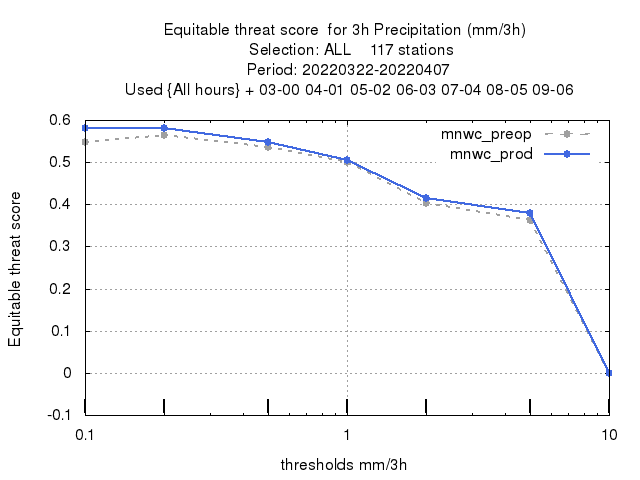 Equitable threat score  for 3h Precipitation (mm/3h)
Selection: ALL    117 stations
Period: 20220322-20220407
Used {All hours} + 03-00 04-01  05-02 06-03 07-04 08-05 09-06
mnwc_preop
mnwc_prod
Equitable threat score
0.6
0.5
0.4
0.3
0.2
0.1
0
-0.1
0.1 1 10
thresholds mm/3h